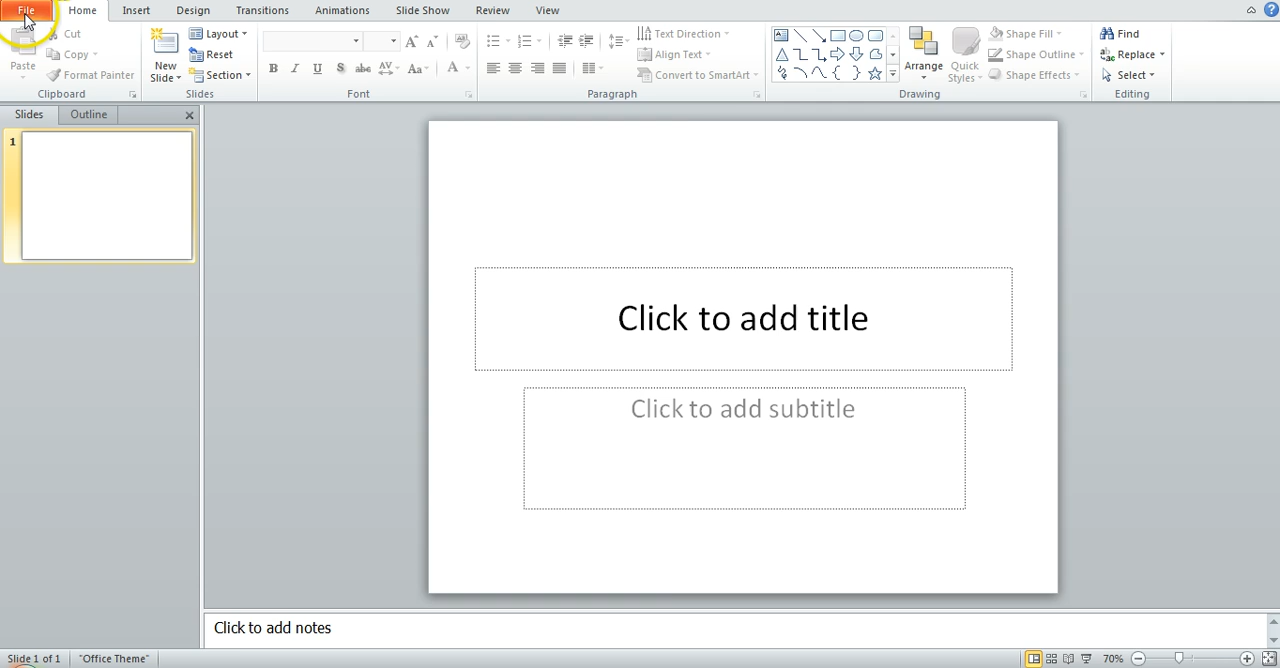 File Home Insert Design Transitions Animations Slide Show Review View
Cut Layout Text Direction Shape Fill Find
Copy Reset Align Text Shape Outline Replace
Paste Format Painter New Slide Section B I U S abc AV Aa A Convert to SmartArt Arrange Quick Styles Shape Effects Select
Clipboard Slides Font Paragraph Drawing Editing
Slides Outline
1
Click to add title
Click to add subtitle
Click to add notes
Slide 1 of 1 "Office Theme" 70%